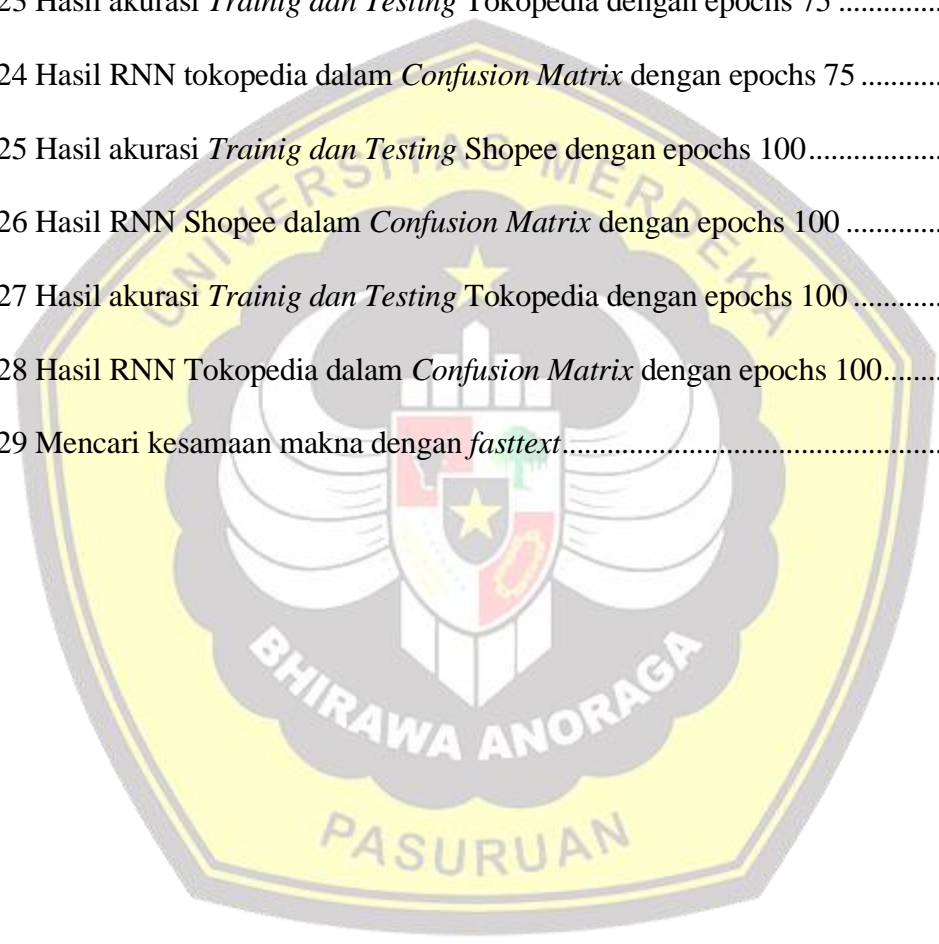 23 Hasil akurasi Trainig dan Testing Tokopedia dengan epochs 75 ............
24 Hasil RNN tokopedia dalam Confusion Matrix dengan epochs 75 .........
25 Hasil akurasi Trainig dan Testing Shopee dengan epochs 100.................
26 Hasil RNN Shopee dalam Confusion Matrix dengan epochs 100 ............
27 Hasil akurasi Trainig dan Testing Tokopedia dengan epochs 100 ...........
28 Hasil RNN Tokopedia dalam Confusion Matrix dengan epochs 100.......
29 Mencari kesamaan makna dengan fasttext.................................................
UNIVERSITAS MERDEKA
BHIRAWA ANORAGA
PASURUAN